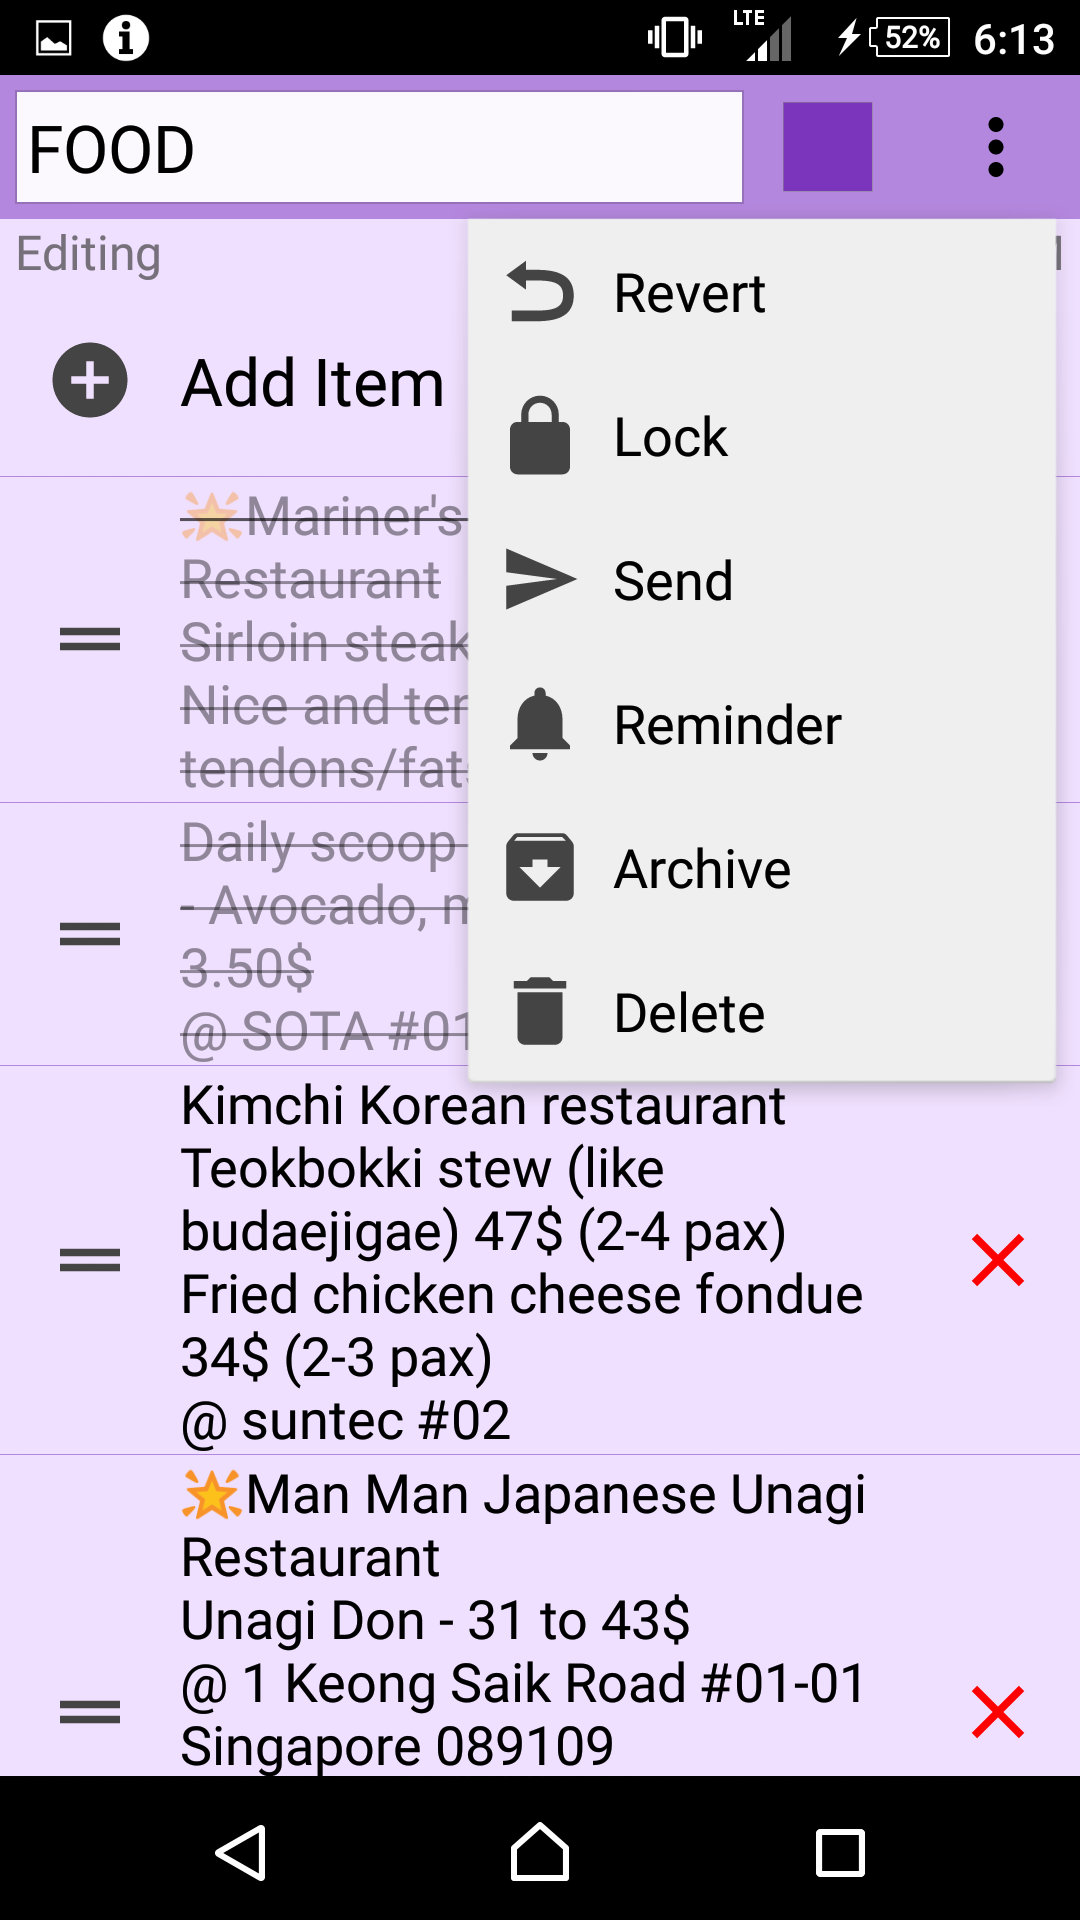 LTE
52%
6:13
FOOD
Editing
Revert
Lock
Send
Reminder
Archive
Delete
Add Item
🌟Mariner's
Restaurant
Sirloin steak
Nice and
tendons/fats
Daily scoop
- Avocado,
3.50$
@ SOTA #01
Kimchi Korean restaurant
Teokbokki stew (like
budaejigae) 47$ (2-4 pax)
Fried chicken cheese fondue
34$ (2-3 pax)
@ suntec #02
🌟Man Man Japanese Unagi
Restaurant
Unagi Don - 31 to 43$
@ 1 Keong Saik Road #01-01
Singapore 089109